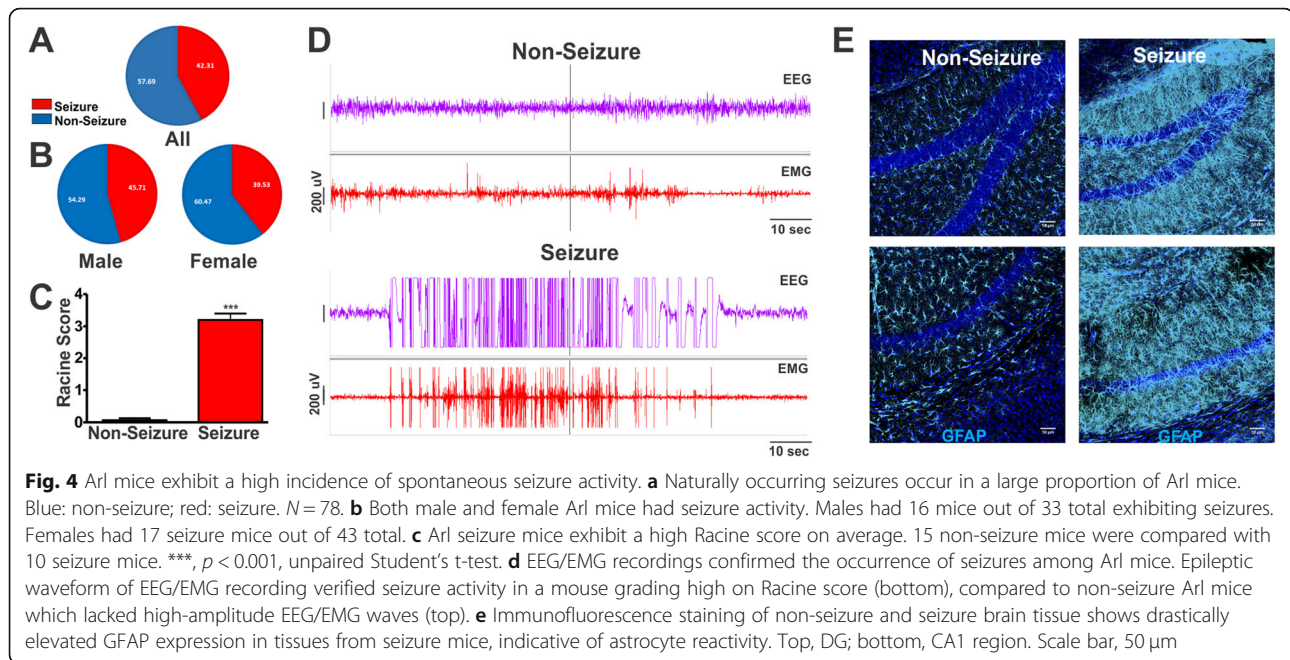 A
57.69
42.31
Seizure
Non-Seizure
All
B
54.29
45.71
Male
60.47
39.53
Female
C
Racine Score
4
3
2
1
0
***
Non-Seizure
Seizure
D
Non-Seizure
EEG
EMG
200 uV
10 sec
Seizure
EEG
EMG
200 uV
10 sec
E
Non-Seizure
Seizure
50 µm
GFAP
50 µm
GFAP
50 µm
Fig. 4 Arl mice exhibit a high incidence of spontaneous seizure activity. a Naturally occurring seizures occur in a large proportion of Arl mice.
Blue: non-seizure; red: seizure. N = 78. b Both male and female Arl mice had seizure activity. Males had 16 mice out of 33 total exhibiting seizures.
Females had 17 seizure mice out of 43 total. c Arl seizure mice exhibit a high Racine score on average. 15 non-seizure mice were compared with
10 seizure mice. ***, p < 0.001, unpaired Student's t-test. d EEG/EMG recordings confirmed the occurrence of seizures among Arl mice. Epileptic
waveform of EEG/EMG recording verified seizure activity in a mouse grading high on Racine score (bottom), compared to non-seizure Arl mice
which lacked high-amplitude EEG/EMG waves (top). e Immunofluorescence staining of non-seizure and seizure brain tissue shows drastically
elevated GFAP expression in tissues from seizure mice, indicative of astrocyte reactivity. Top, DG; bottom, CA1 region. Scale bar, 50 µm